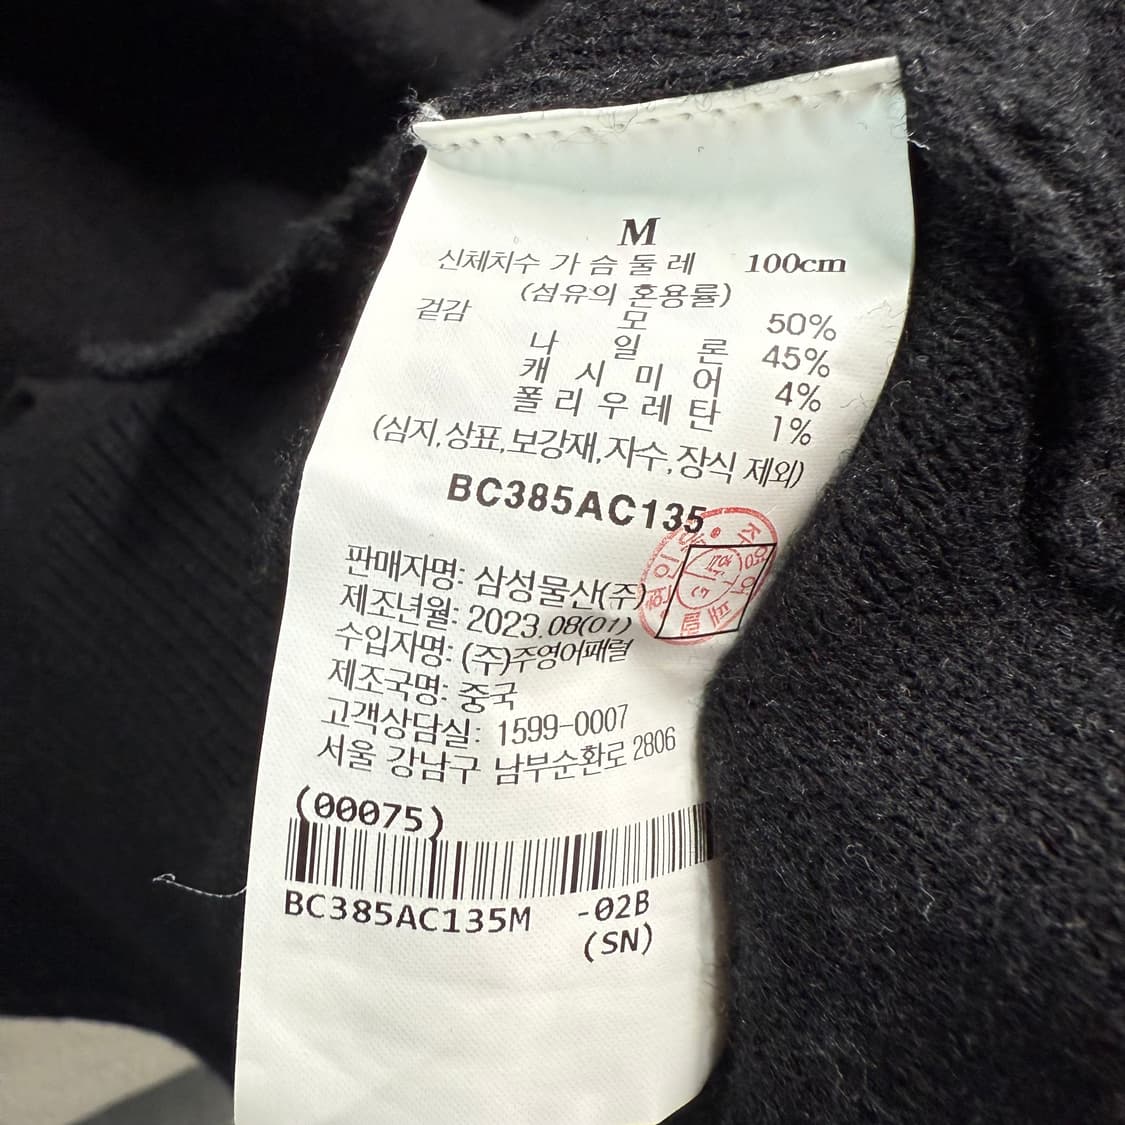 M
신체치수 가슴둘레 100cm
(섬유의 혼용률)
겉감 모 50%
나일론 45%
캐시미어 4%
폴리우레탄 1%
(심지,상표,보강재,자수,장식 제외)
BC385AC135
판매자명: 삼성물산(주)
제조년월: 2023.08(01)
수입자명: (주)주영어패럴
제조국명: 중국
고객상담실: 1599-0007
서울 강남구 남부순환로 2806
(00075)
BC385AC135M -02B
(SN)